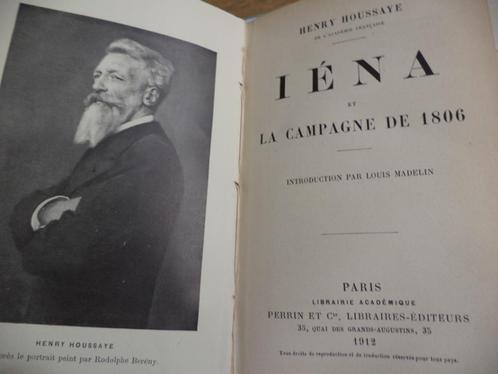 HENRY HOUSSAYE
après le portrait peint par Rodolphe Berény.
HENRY HOUSSAYE
DE L'ACADÉMIE FRANÇAISE
IÉNA
ET
LA CAMPAGNE DE 1806
INTRODUCTION PAR LOUIS MADELIN
PARIS
LIBRAIRIE ACADÉMIQUE
PERRIN ET Cie, LIBRAIRES-ÉDITEURS
35, QUAI DES GRANDS-AUGUSTINS, 35
1912
Tous droits de reproduction et de traduction réservés pour tous pays.